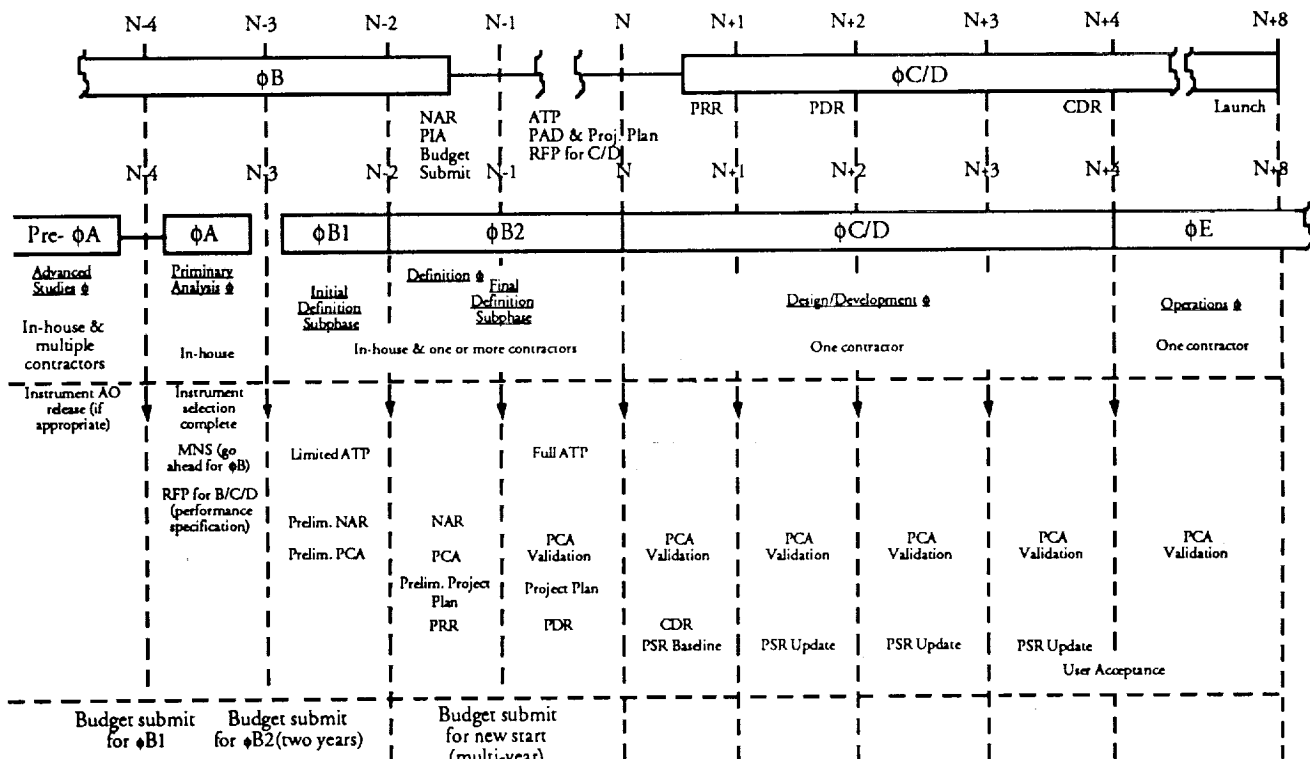 N-4 N-3 N-2 N-1 N N+1 N+2 N+3 N+4 N+8
ϕB ϕC/D
PRR PDR CDR Launch
NAR ATP
PIA PAD & Proj. Plan
Budget RFP for C/D
Submit
N-4 N-3 N-2 N-1 N N+1 N+2 N+3 N+4 N+8
Pre- ϕA ϕA ϕB1 ϕB2 ϕC/D ϕE
Advanced
Studies ϕ
Priminary
Analysis ϕ
Initial
Definition
Subphase
Definition ϕ
Final
Definition
Subphase
Design/Development ϕ
Operations ϕ
In-house &
multiple
contractors
In-house
In-house & one or more contractors
One contractor
One contractor
Instrument AO
release (if
appropriate)
Instrument
selection
complete
MNS (go
ahead for ϕB)
RFP for B/C/D
(performance
specification)
Limited ATP
Prelim. NAR
Prelim. PCA
NAR
PCA
Prelim. Project
Plan
PRR
Full ATP
PCA
Validation
Project Plan
PDR
PCA
Validation
CDR
PSR Baseline
PCA
Validation
PSR Update
PCA
Validation
PSR Update
PCA
Validation
PSR Update
User Acceptance
PCA
Validation
Budget submit
for ϕB1
Budget submit
for ϕB2(two years)
Budget submit
for new start
(multi-year)